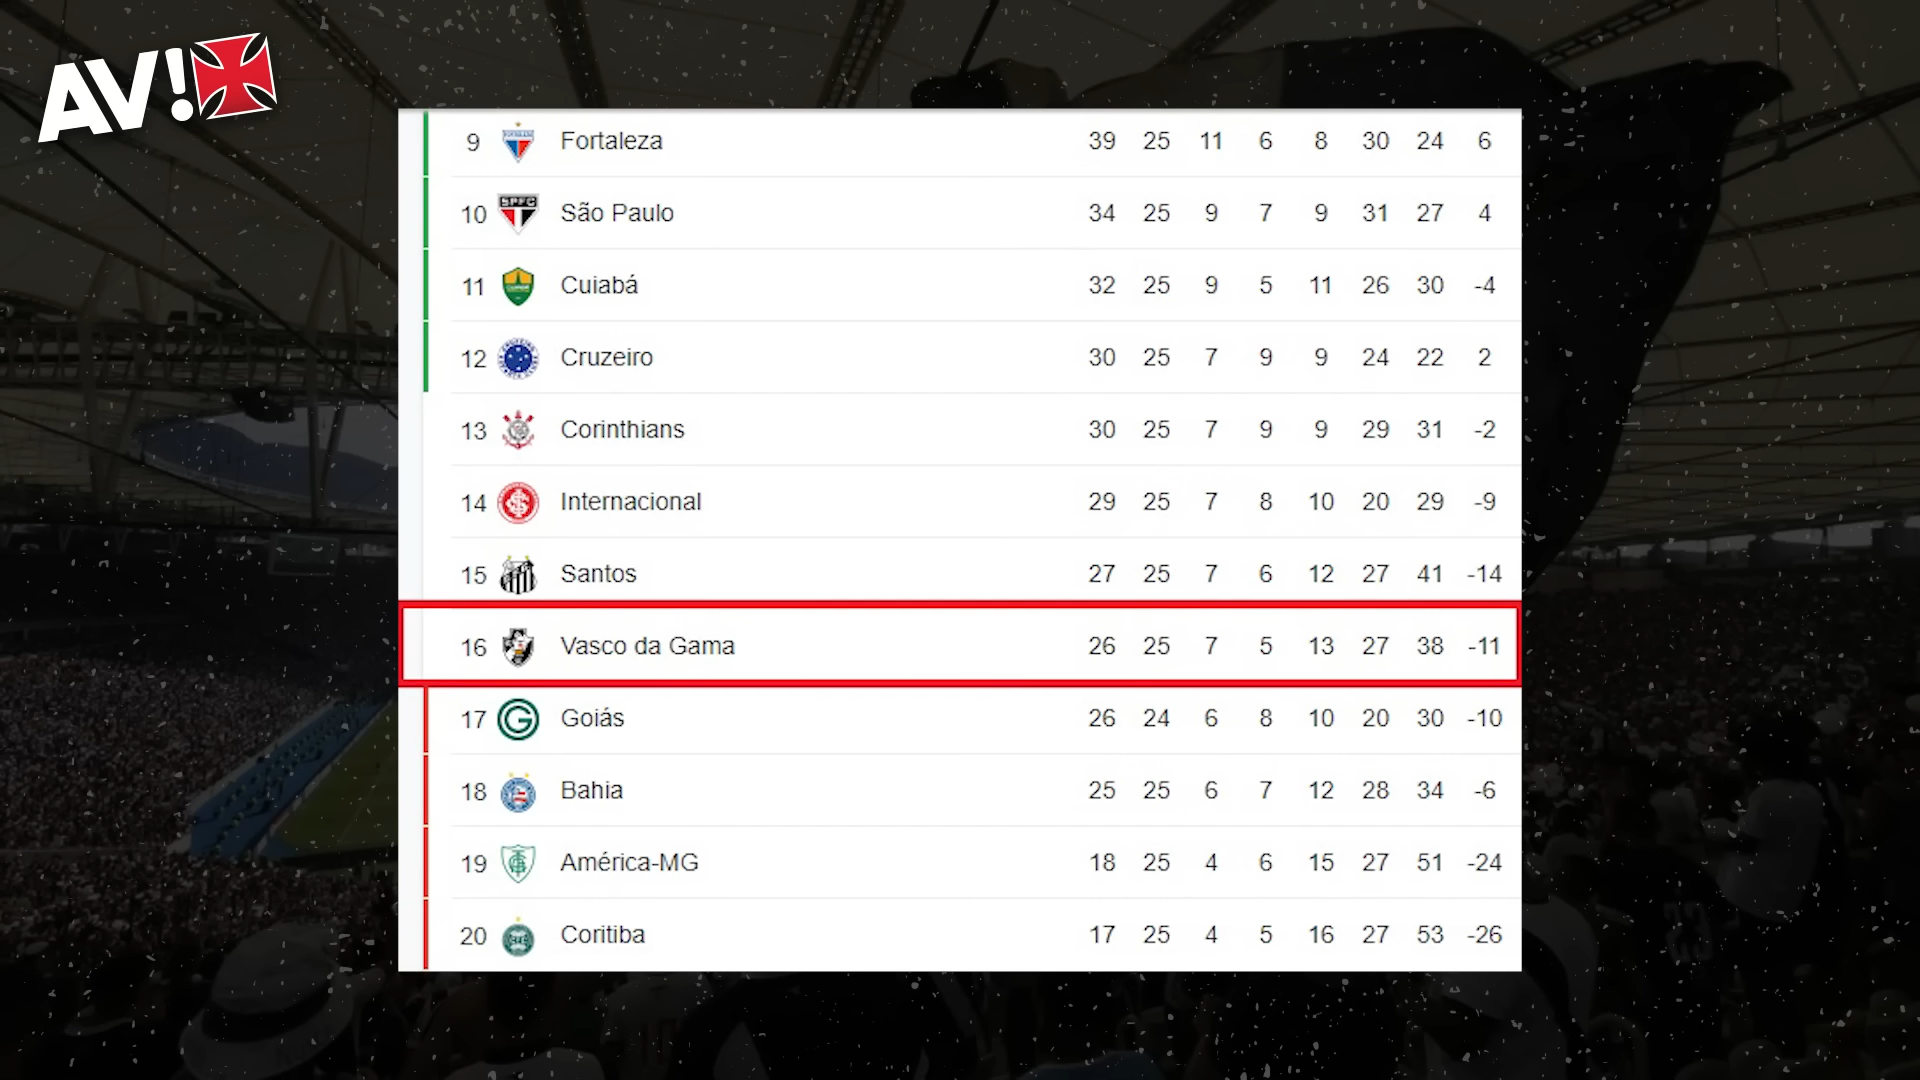 AV!
9 Fortaleza 39 25 11 6 8 30 24 6
10 SPFC São Paulo 34 25 9 7 9 31 27 4
11 Cuiabá 32 25 9 5 11 26 30 -4
12 Cruzeiro 30 25 7 9 9 24 22 2
13 Corinthians 30 25 7 9 9 29 31 -2
14 Internacional 29 25 7 8 10 20 29 -9
15 Santos 27 25 7 6 12 27 41 -14
16 Vasco da Gama 26 25 7 5 13 27 38 -11
17 G Goiás 26 24 6 8 10 20 30 -10
18 Bahia 25 25 6 7 12 28 34 -6
19 América-MG 18 25 4 6 15 27 51 -24
20 Coritiba 17 25 4 5 16 27 53 -26